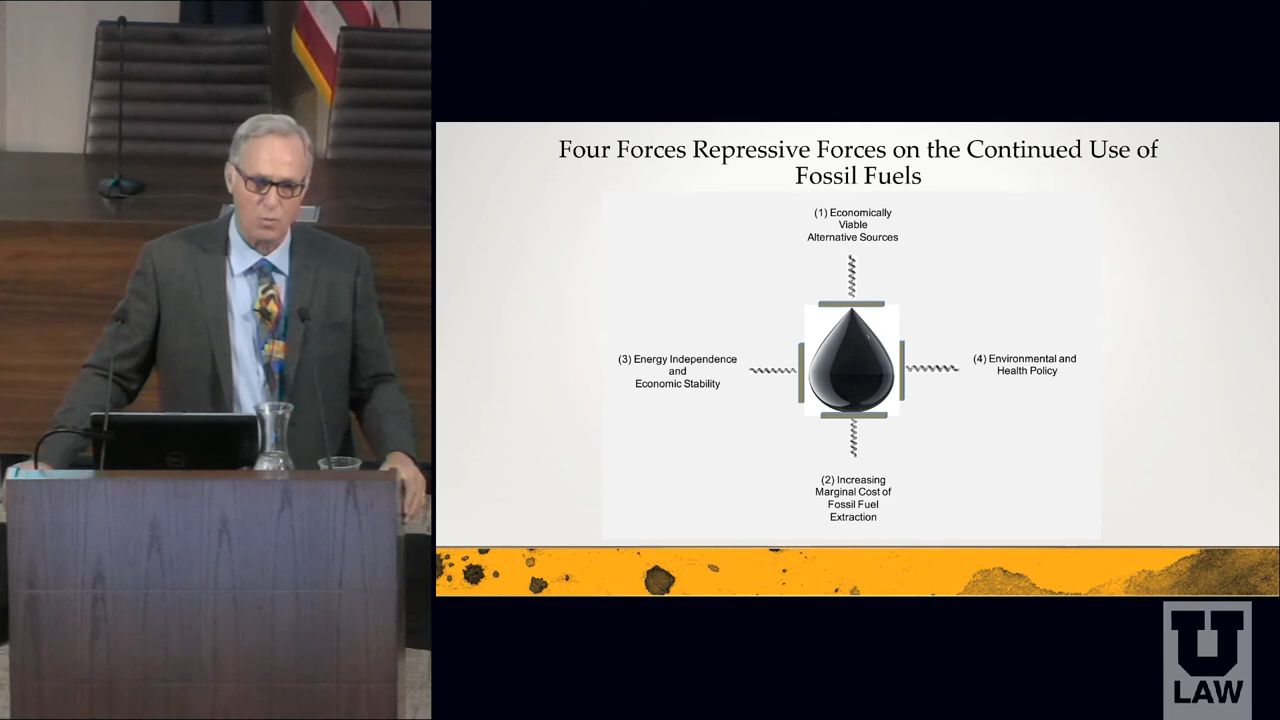 Four Forces Repressive Forces on the Continued Use of
Fossil Fuels
(1) Economically
Viable
Alternative Sources
(3) Energy Independence
and
Economic Stability
(4) Environmental and
Health Policy
(2) Increasing
Marginal Cost of
Fossil Fuel
Extraction
U
LAW